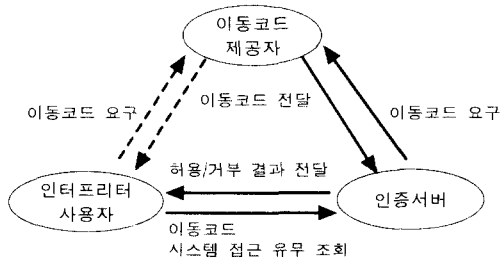 이동코드
제공자
이동코드 요구
이동코드 전달
이동코드 요구
허용/거부 결과 전달
인터프리터
사용자
인증서버
이동코드
시스템 접근 유무 조회